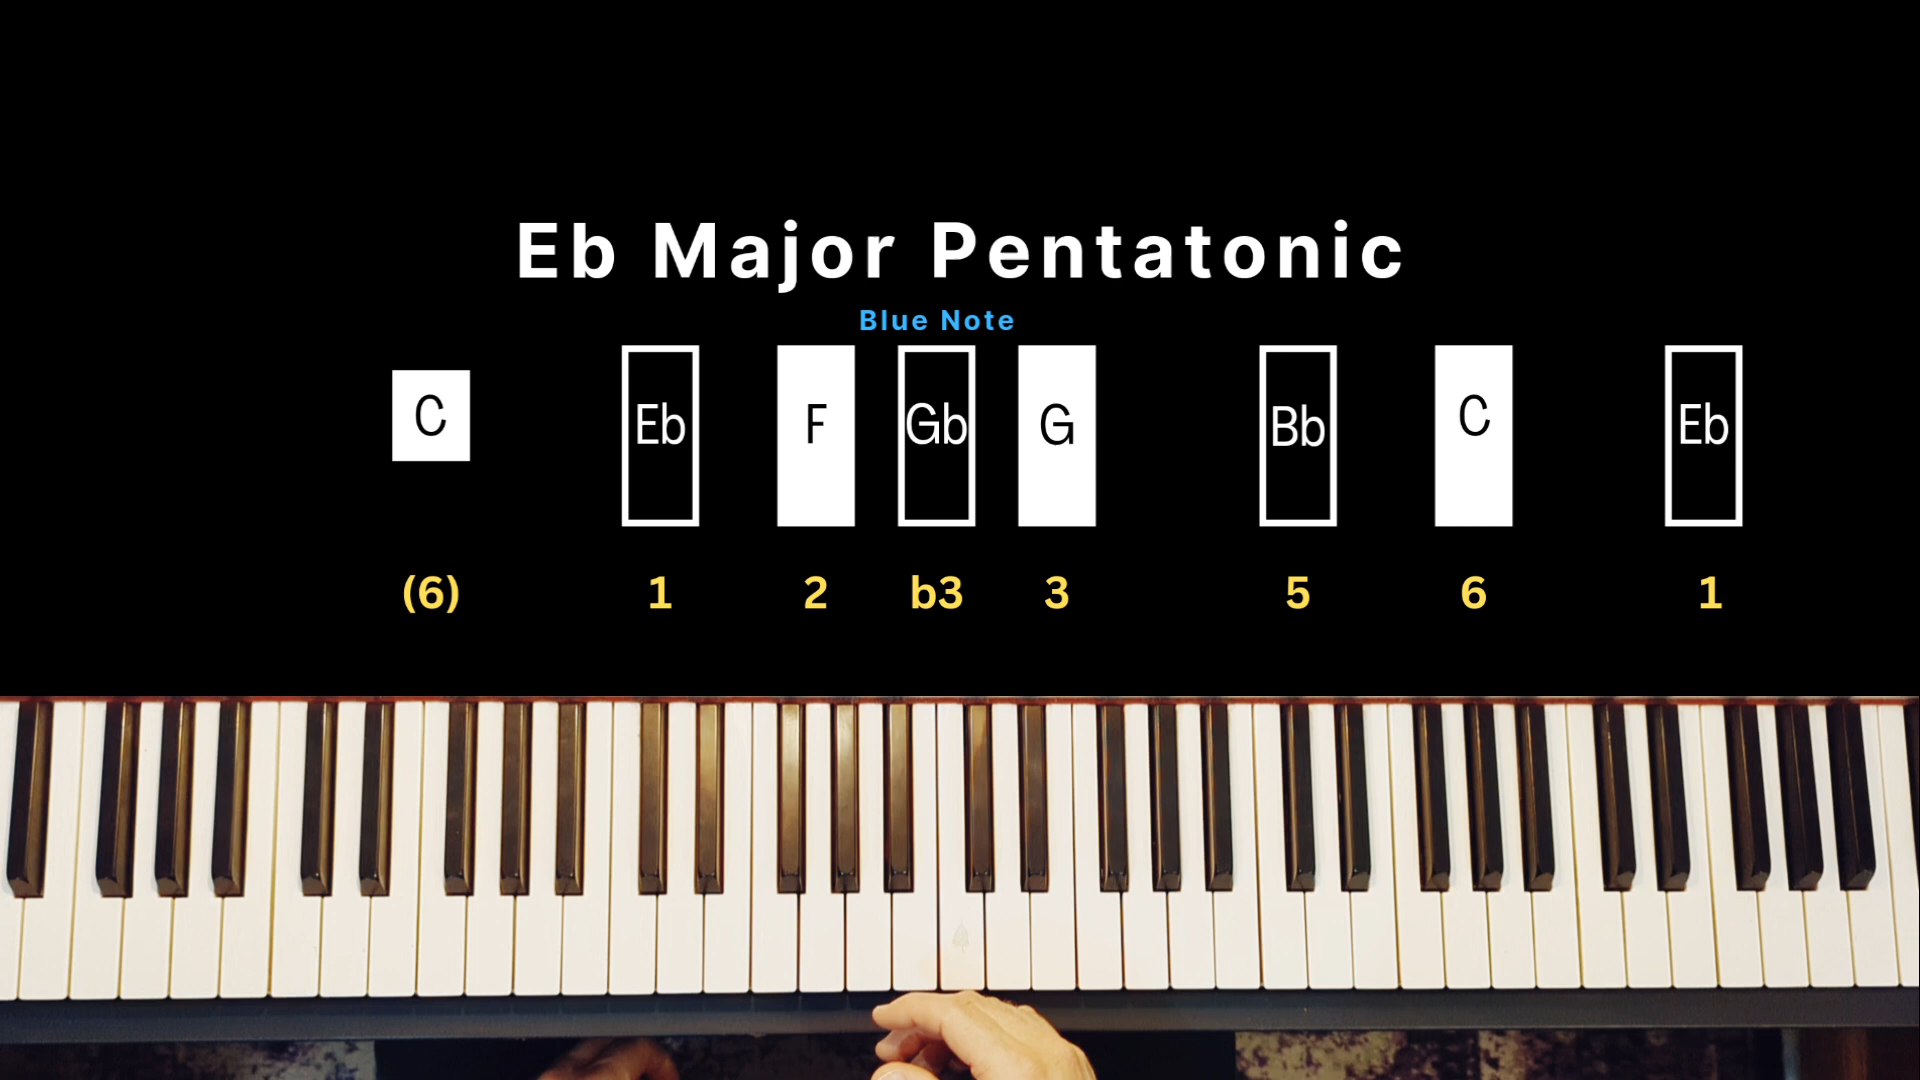 Eb Major Pentatonic
Blue Note
C Eb F Gb G Bb C Eb
(6) 1 2 b3 3 5 6 1